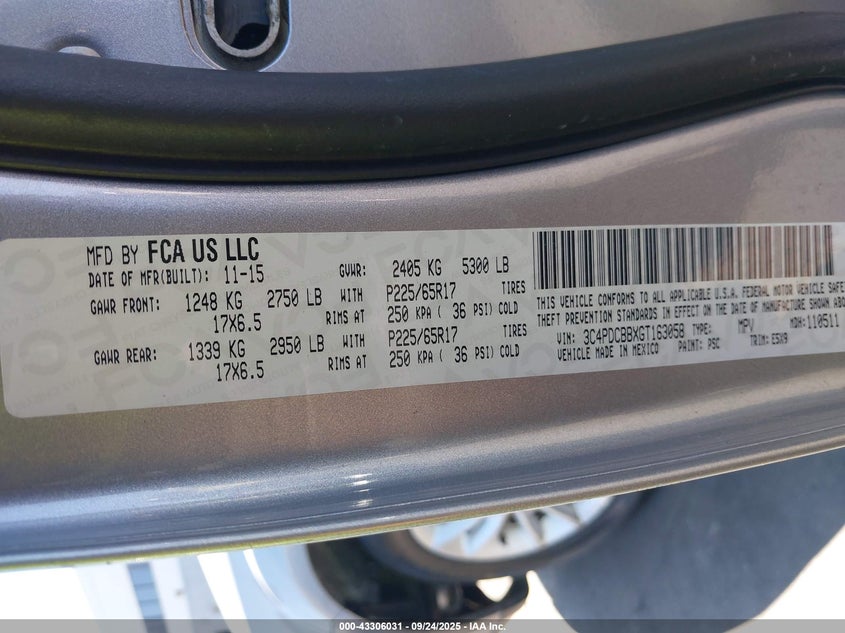 MFD BY FCA US LLC
DATE OF MFR(BUILT): 11-15 GVWR: 2405 KG 5300 LB
GAWR FRONT: 1248 KG 2750 LB WITH P225/65R17 TIRES
17X6.5 RIMS AT 250 KPA ( 36 PSI) COLD
GAWR REAR: 1339 KG 2950 LB WITH P225/65R17 TIRES
17X6.5 RIMS AT 250 KPA ( 36 PSI) COLD
THIS VEHICLE CONFORMS TO ALL APPLICABLE U.S.A. FEDERAL MOTOR VEHICLE SAFE
THEFT PREVENTION STANDARDS IN EFFECT ON THE DATE OF MANUFACTURE SHOWN AB
VIN: 3C4PDCBBXGT163058 TYPE: MPV MDH: 110511
VEHICLE MADE IN MEXICO PAINT: PSC TRIM: E5X9
000-43306031 - 09/24/2025 - IAA Inc.